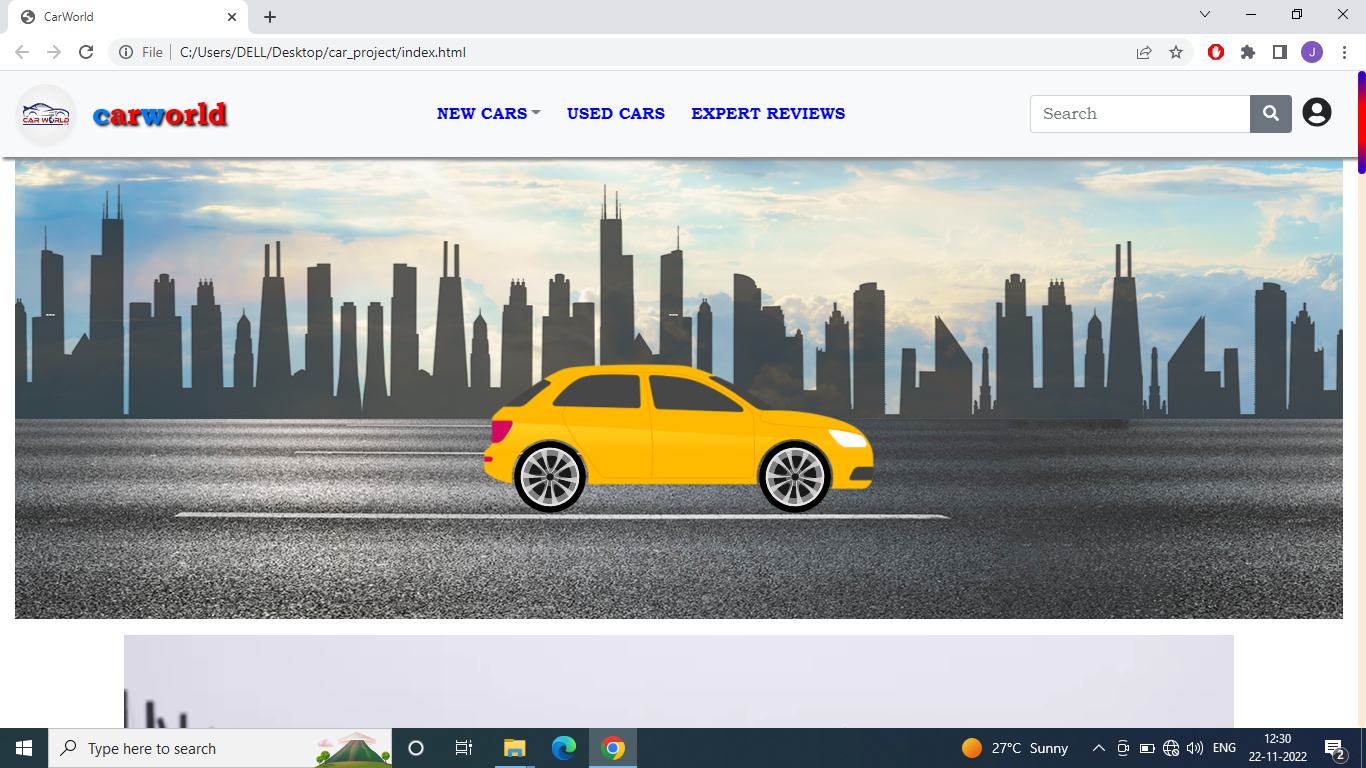 CarWorld
File
C:/Users/DELL/Desktop/car_project/index.html
J
CAR WORLD
carworld
NEW CARS
USED CARS
EXPERT REVIEWS
Search
Type here to search
27°C Sunny
ENG
12:30
22-11-2022
2